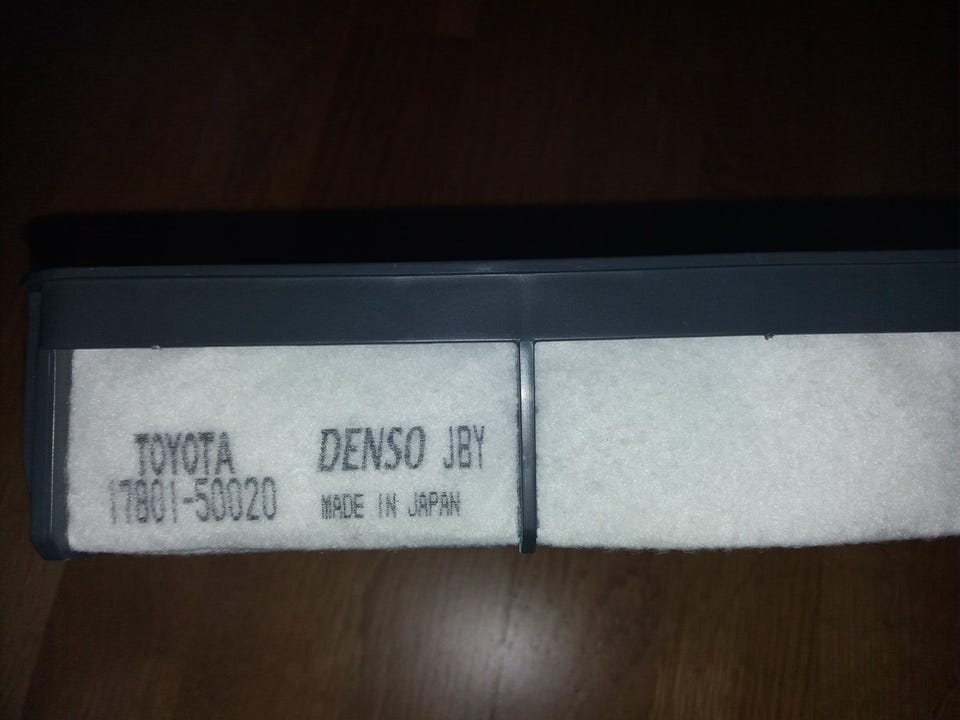 TOYOTA
17801-50020
DENSO JBY
MADE IN JAPAN